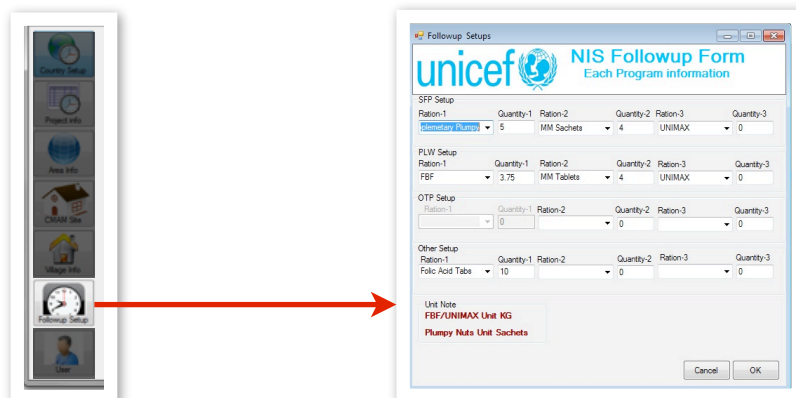 Country Setup
Project info
Area Info
CMAM Site
Village Info
Followup Setup
User
Followup Setups
unicef
NIS Followup Form
Each Program information
SFP Setup
Ration-1 Quantity-1 Ration-2 Quantity-2 Ration-3 Quantity-3
plemetary Plumpy 5 MM Sachets 4 UNIMAX 0
PLW Setup
Ration-1 Quantity-1 Ration-2 Quantity-2 Ration-3 Quantity-3
FBF 3.75 MM Tablets 4 UNIMAX 0
OTP Setup
Ration-1 Quantity-1 Ration-2 Quantity-2 Ration-3 Quantity-3
0 0 0
Other Setup
Ration-1 Quantity-1 Ration-2 Quantity-2 Ration-3 Quantity-3
Folic Acid Tabs 10 0 0
Unit Note
FBF/UNIMAX Unit KG
Plumpy Nuts Unit Sachets
Cancel OK